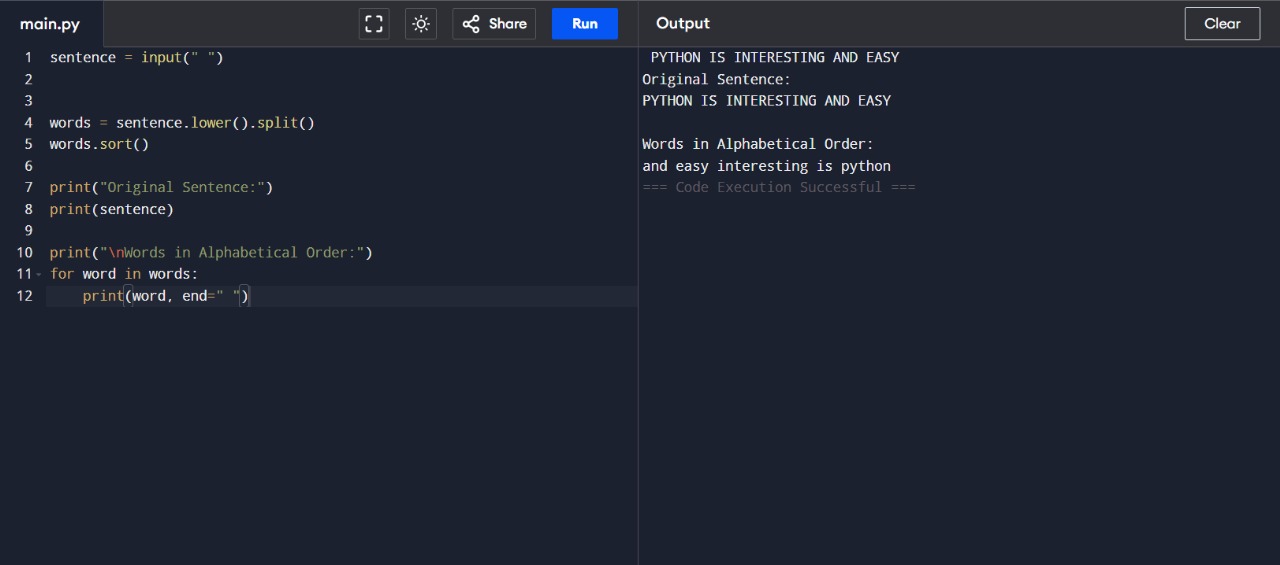 main.py
Share
Run
Output
Clear
1 sentence = input(" ")
2
3
4 words = sentence.lower().split()
5 words.sort()
6
7 print("Original Sentence:")
8 print(sentence)
9
10 print("\nWords in Alphabetical Order:")
11 for word in words:
12     print(word, end=" ")
PYTHON IS INTERESTING AND EASY
Original Sentence:
PYTHON IS INTERESTING AND EASY
Words in Alphabetical Order:
and easy interesting is python
=== Code Execution Successful ===